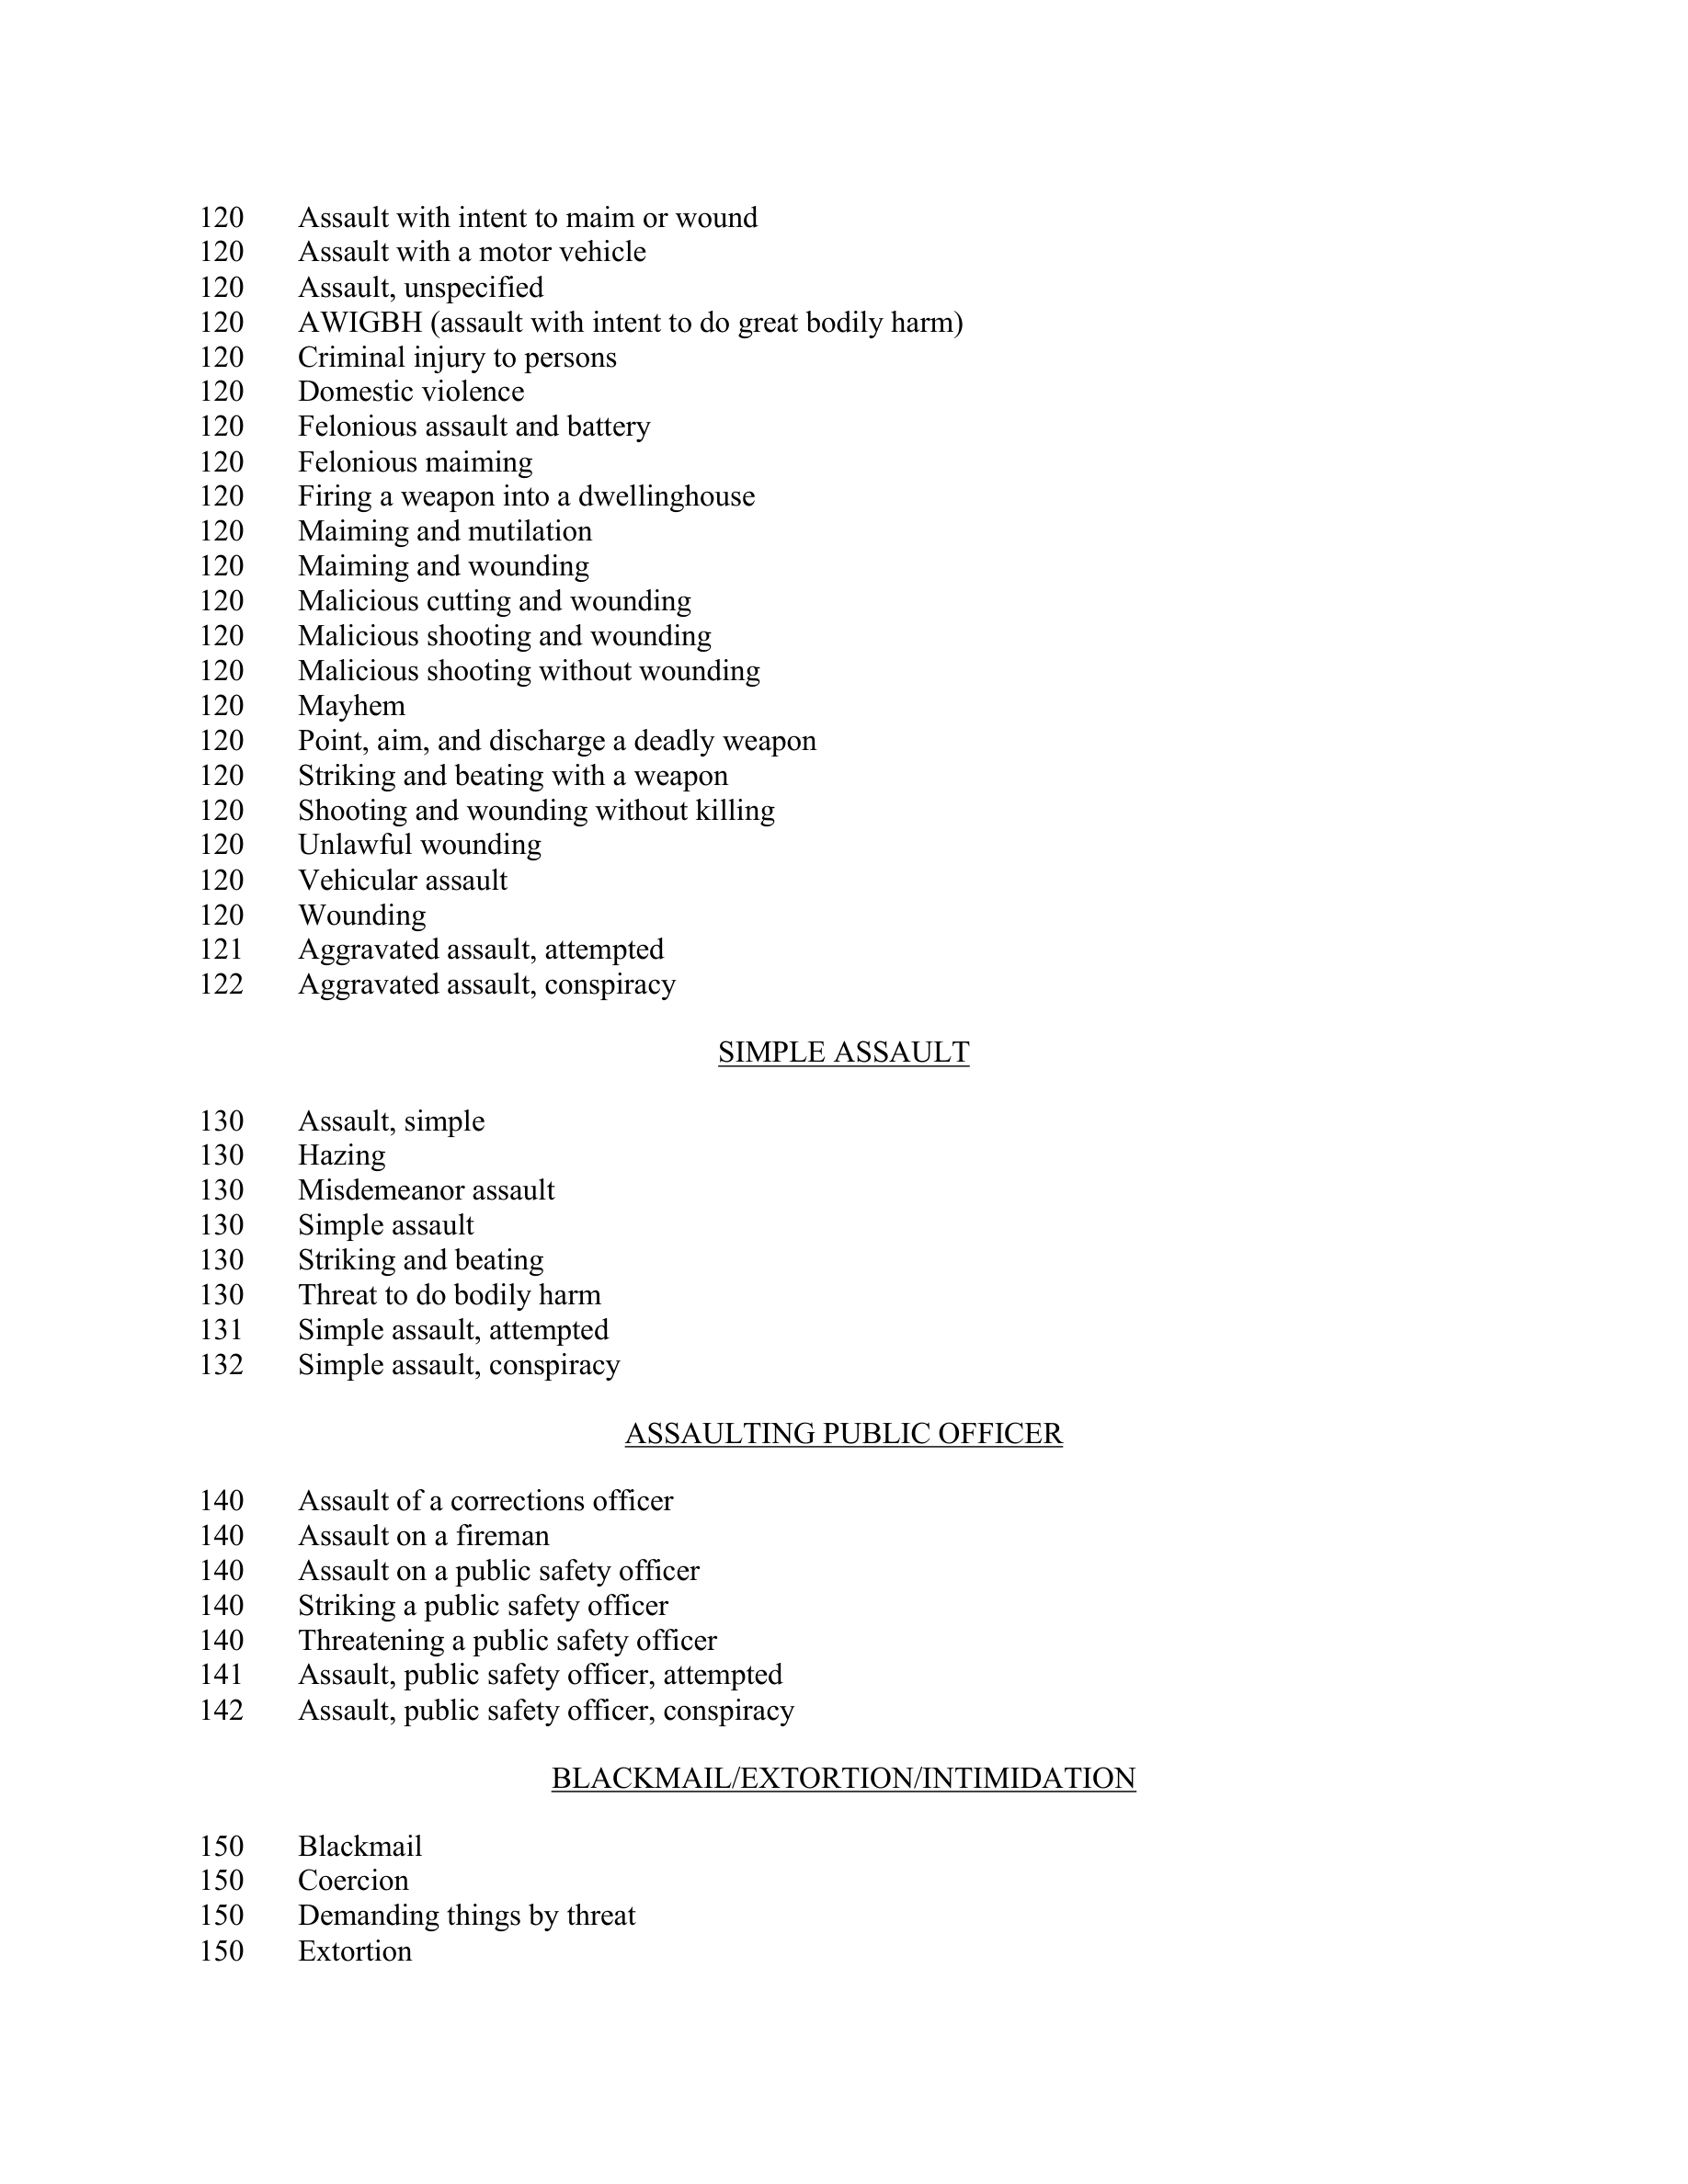 120 Assault with intent to maim or wound
120 Assault with a motor vehicle
120 Assault, unspecified
120 AWIGBH (assault with intent to do great bodily harm)
120 Criminal injury to persons
120 Domestic violence
120 Felonious assault and battery
120 Felonious maiming
120 Firing a weapon into a dwellinghouse
120 Maiming and mutilation
120 Maiming and wounding
120 Malicious cutting and wounding
120 Malicious shooting and wounding
120 Malicious shooting without wounding
120 Mayhem
120 Point, aim, and discharge a deadly weapon
120 Striking and beating with a weapon
120 Shooting and wounding without killing
120 Unlawful wounding
120 Vehicular assault
120 Wounding
121 Aggravated assault, attempted
122 Aggravated assault, conspiracy
SIMPLE ASSAULT
130 Assault, simple
130 Hazing
130 Misdemeanor assault
130 Simple assault
130 Striking and beating
130 Threat to do bodily harm
131 Simple assault, attempted
132 Simple assault, conspiracy
ASSAULTING PUBLIC OFFICER
140 Assault of a corrections officer
140 Assault on a fireman
140 Assault on a public safety officer
140 Striking a public safety officer
140 Threatening a public safety officer
141 Assault, public safety officer, attempted
142 Assault, public safety officer, conspiracy
BLACKMAIL/EXTORTION/INTIMIDATION
150 Blackmail
150 Coercion
150 Demanding things by threat
150 Extortion